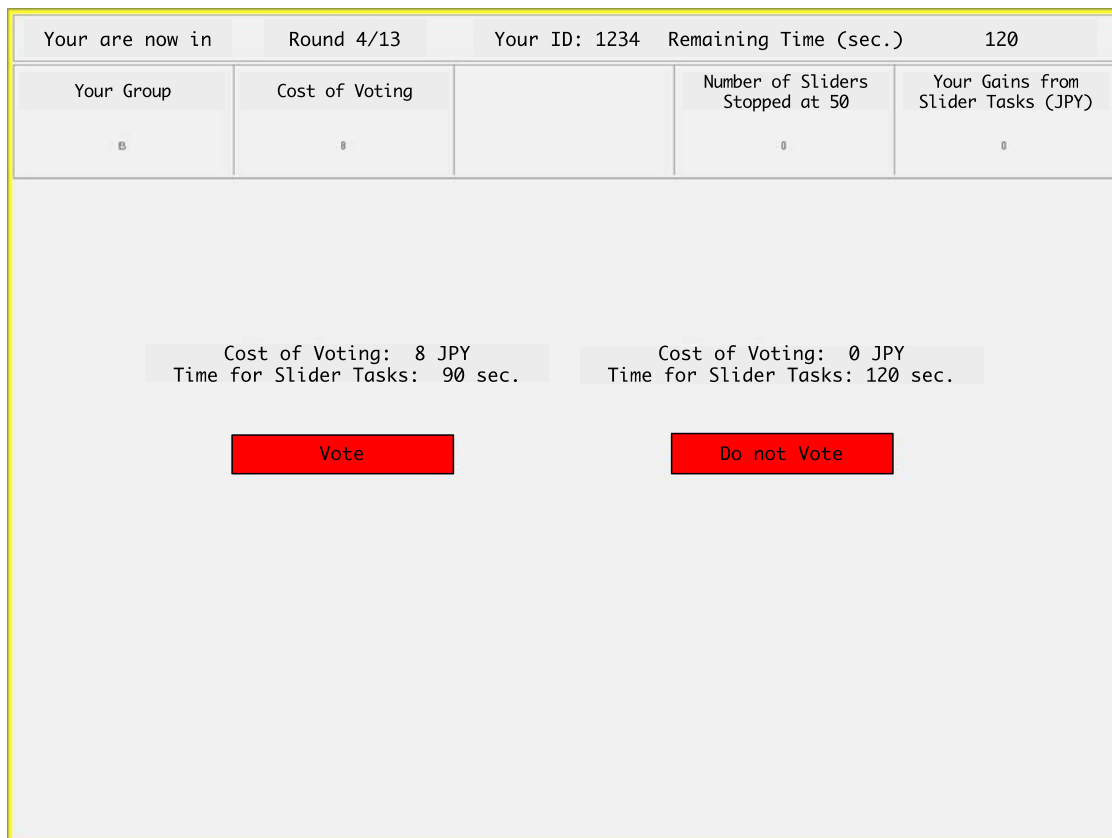 Your are now in Round 4/13 Your ID: 1234 Remaining Time (sec.) 120
Your Group
Cost of Voting
Number of Sliders
Stopped at 50
Your Gains from
Slider Tasks (JPY)
B
8
0
0
Cost of Voting: 8 JPY
Time for Slider Tasks: 90 sec.
Cost of Voting: 0 JPY
Time for Slider Tasks: 120 sec.
Vote
Do not Vote